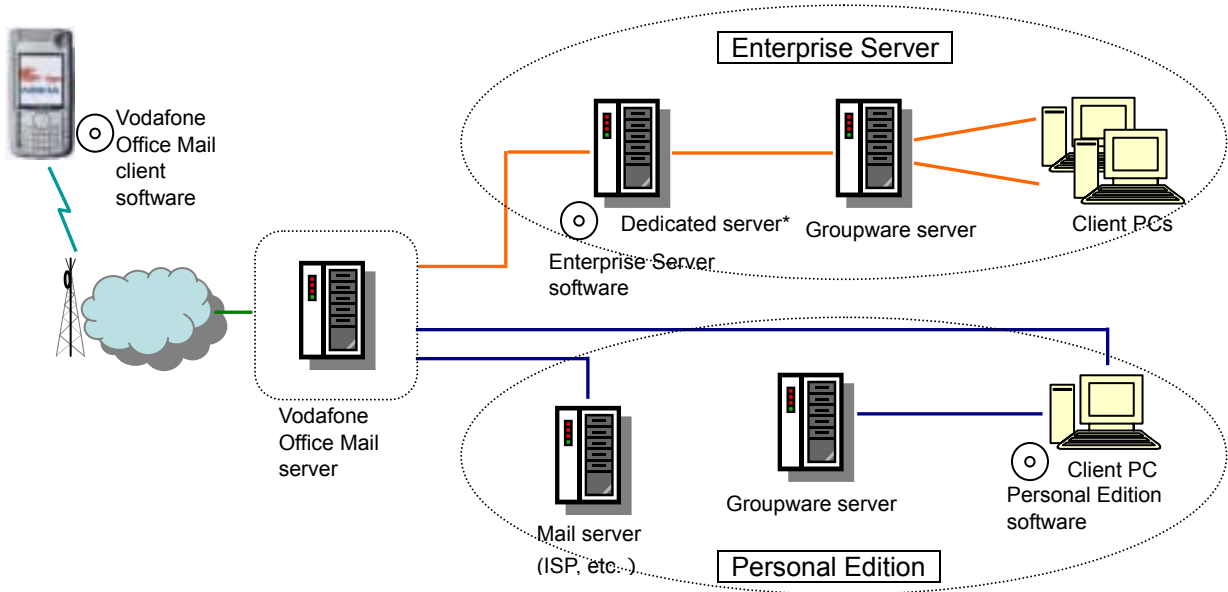 Enterprise Server
Vodafone
Office Mail
client
software
Dedicated server*
Groupware server
Client PCs
Enterprise Server
software
Vodafone
Office Mail
server
Mail server
(ISP, etc. )
Groupware server
Client PC
Personal Edition
software
Personal Edition